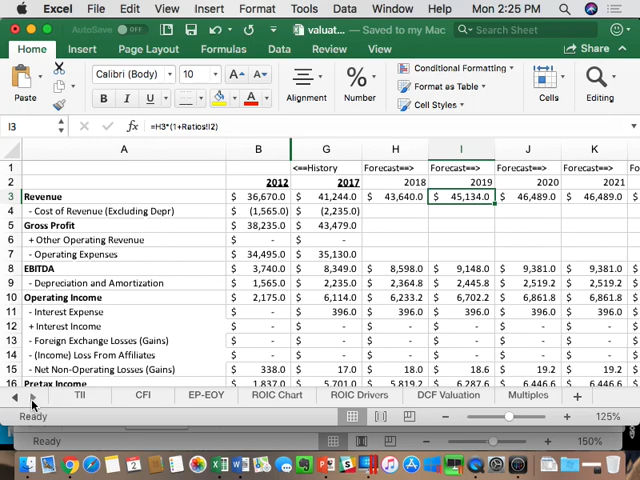 Excel File Edit View Insert Format Tools Data Mon 2:25 PM
AutoSave OFF valuat... — Saved to my Mac Search Sheet
Home Insert Page Layout Formulas Data Review View Share
Paste Calibri (Body) 10 A A Alignment % Number Conditional Formatting Format as Table Cell Styles Cells Editing
B I U A
I3 fx =H3*(1+Ratios!I2)
A B G H I J K
1 <==History Forecast==> Forecast==> Forecast==> Forecast==>
2 2012 2017 2018 2019 2020 2021
3 Revenue $ 36,670.0 $ 41,244.0 $ 43,640.0 $ 45,134.0 $ 46,489.0 $ 46,489.0 $
4 - Cost of Revenue (Excluding Depr) $ (1,565.0) $ (2,235.0)
5 Gross Profit $ 38,235.0 $ 43,479.0
6 + Other Operating Revenue $ - $ -
7 - Operating Expenses $ 34,495.0 $ 35,130.0
8 EBITDA $ 3,740.0 $ 8,349.0 $ 8,598.0 $ 9,148.0 $ 9,381.0 $ 9,381.0 $
9 - Depreciation and Amortization $ 1,565.0 $ 2,235.0 $ 2,364.8 $ 2,445.8 $ 2,519.2 $ 2,519.2 $
10 Operating Income $ 2,175.0 $ 6,114.0 $ 6,233.2 $ 6,702.2 $ 6,861.8 $ 6,861.8 $
11 - Interest Expense $ - $ 396.0 $ 396.0 $ 396.0 $ 396.0 $ 396.0 $
12 + Interest Income $ - $ - $ - $ - $ - $ - $
13 - Foreign Exchange Losses (Gains) $ - $ - $ - $ - $ - $ - $
14 - (Income) Loss From Affiliates $ - $ - $ - $ - $ - $ - $
15 - Net Non-Operating Losses (Gains) $ 338.0 $ 17.0 $ 18.0 $ 18.6 $ 19.2 $ 19.2 $
16 Pretax Income $ 1,837.0 $ 5,701.0 $ 5,819.2 $ 6,287.6 $ 6,446.6 $ 6,446.6 $
TII CFI EP-EOY ROIC Chart ROIC Drivers DCF Valuation Multiples +
Ready 125%
Ready 150%